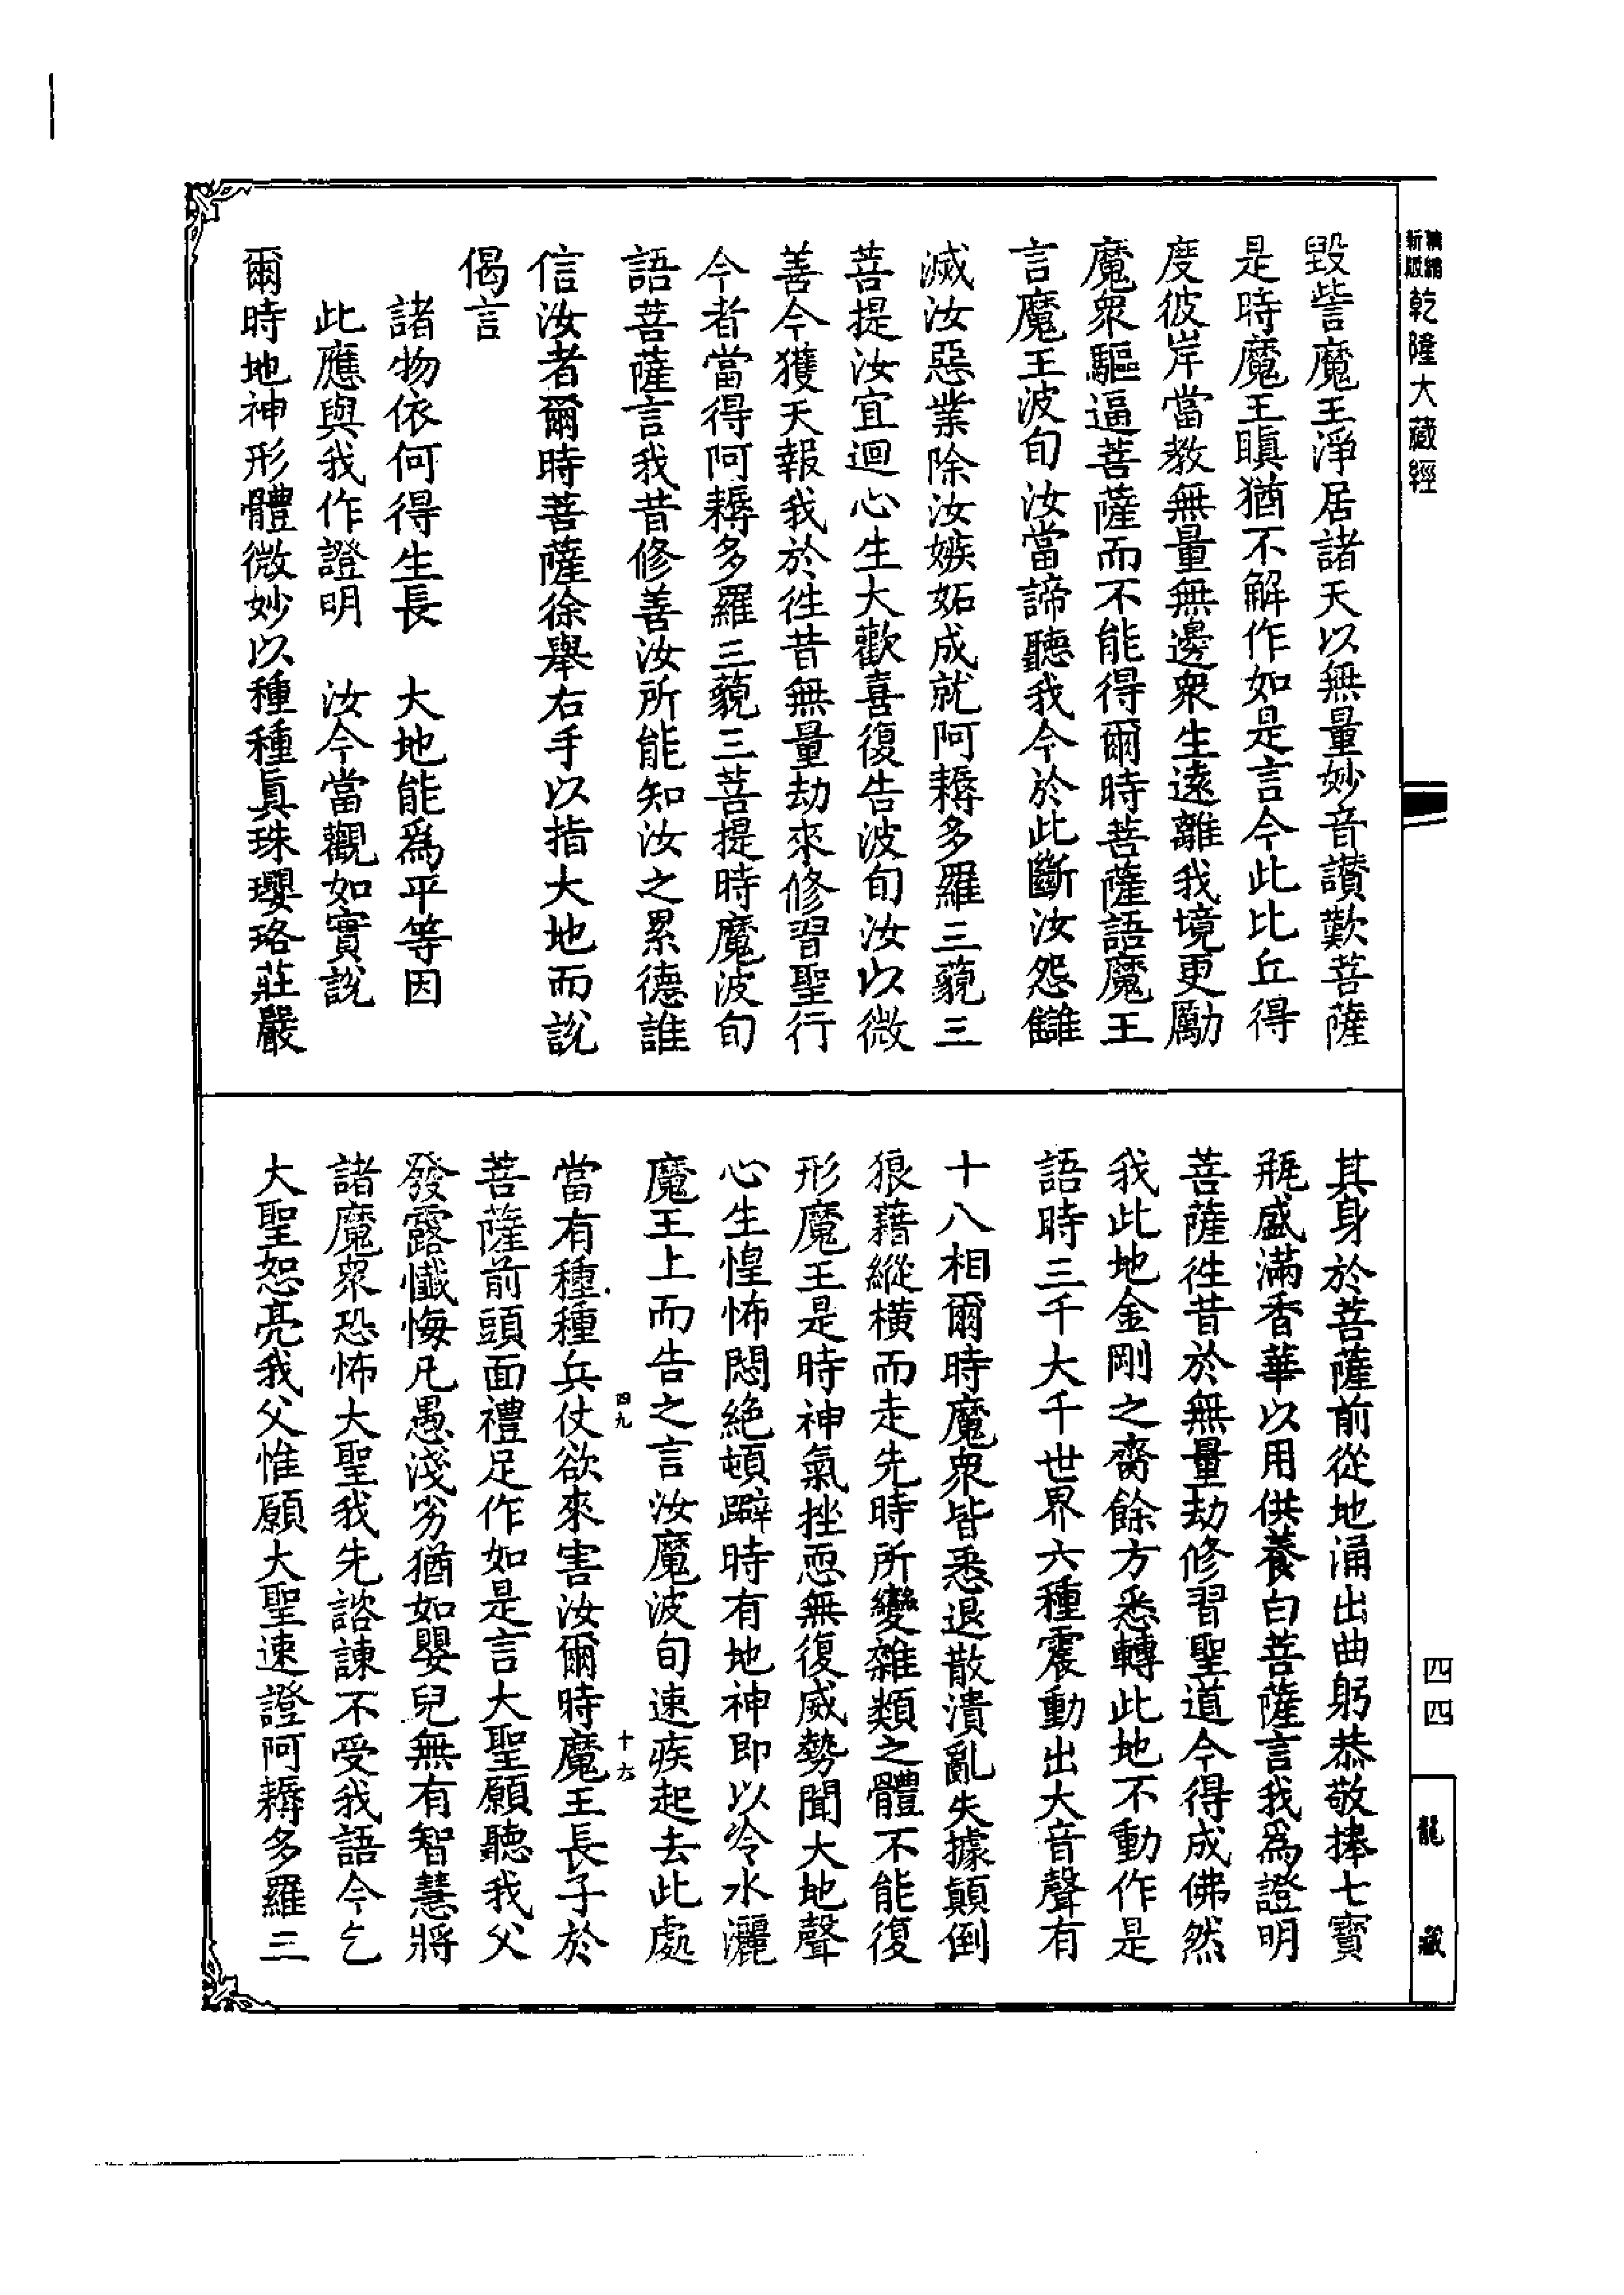 新版精縮乾隆大藏經
毀訾魔王淨居諸天以無量妙音讚歎菩薩
是時魔王瞋猶不解作如是言今此比丘得
度彼岸當教無量無邊衆生遠離我境更勵
魔衆驅逼菩薩而不能得爾時菩薩語魔王
言魔王波旬汝當諦聽我今於此斷汝怨讎
滅汝惡業除汝嫉妬成就阿耨多羅三藐三
菩提汝宜迴心生大歡喜復告波旬汝以微
善今獲天報我於徃昔無量劫來修習聖行
今者當得阿耨多羅三藐三菩提時魔波旬
語菩薩言我昔修善汝所能知汝之累德誰
信汝者爾時菩薩徐舉右手以指大地而說
偈言
諸物依何得生長　大地能爲平等因
此應與我作證明　汝今當觀如實說
爾時地神形體微妙以種種眞珠瓔珞莊嚴
其身於菩薩前從地涌出曲躬恭敬捧七寶
瓶盛滿香華以用供養白菩薩言我爲證明
菩薩徃昔於無量劫修習聖道今得成佛然
我此地金剛之齎餘方悉轉此地不動作是
語時三千大千世界六種震動出大音聲有
十八相爾時魔衆皆悉退散潰亂失據顛倒
狼藉縱橫而走先時所變雜類之體不能復
形魔王是時神氣挫恧無復威勢聞大地聲
心生惶怖悶絶頓躃時有地神即以冷水灑
魔王上而告之言汝魔波旬速疾起去此處
四九　十六
當有種種兵仗欲來害汝爾時魔王長子於
菩薩前頭面禮足作如是言大聖願聽我父
發露懺悔凡愚淺劣猶如嬰兒無有智慧將
諸魔衆恐怖大聖我先諮諫不受我語今乞
大聖恕亮我父惟願大聖速證阿耨多羅三
四四
龍藏